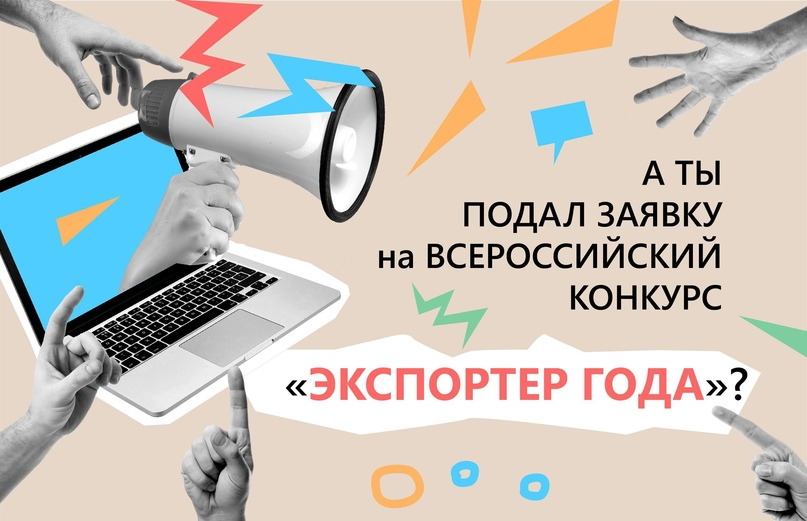 А ТЫ
ПОДАЛ ЗАЯВКУ
на ВСЕРОССИЙСКИЙ
КОНКУРС
«ЭКСПОРТЕР ГОДА»?